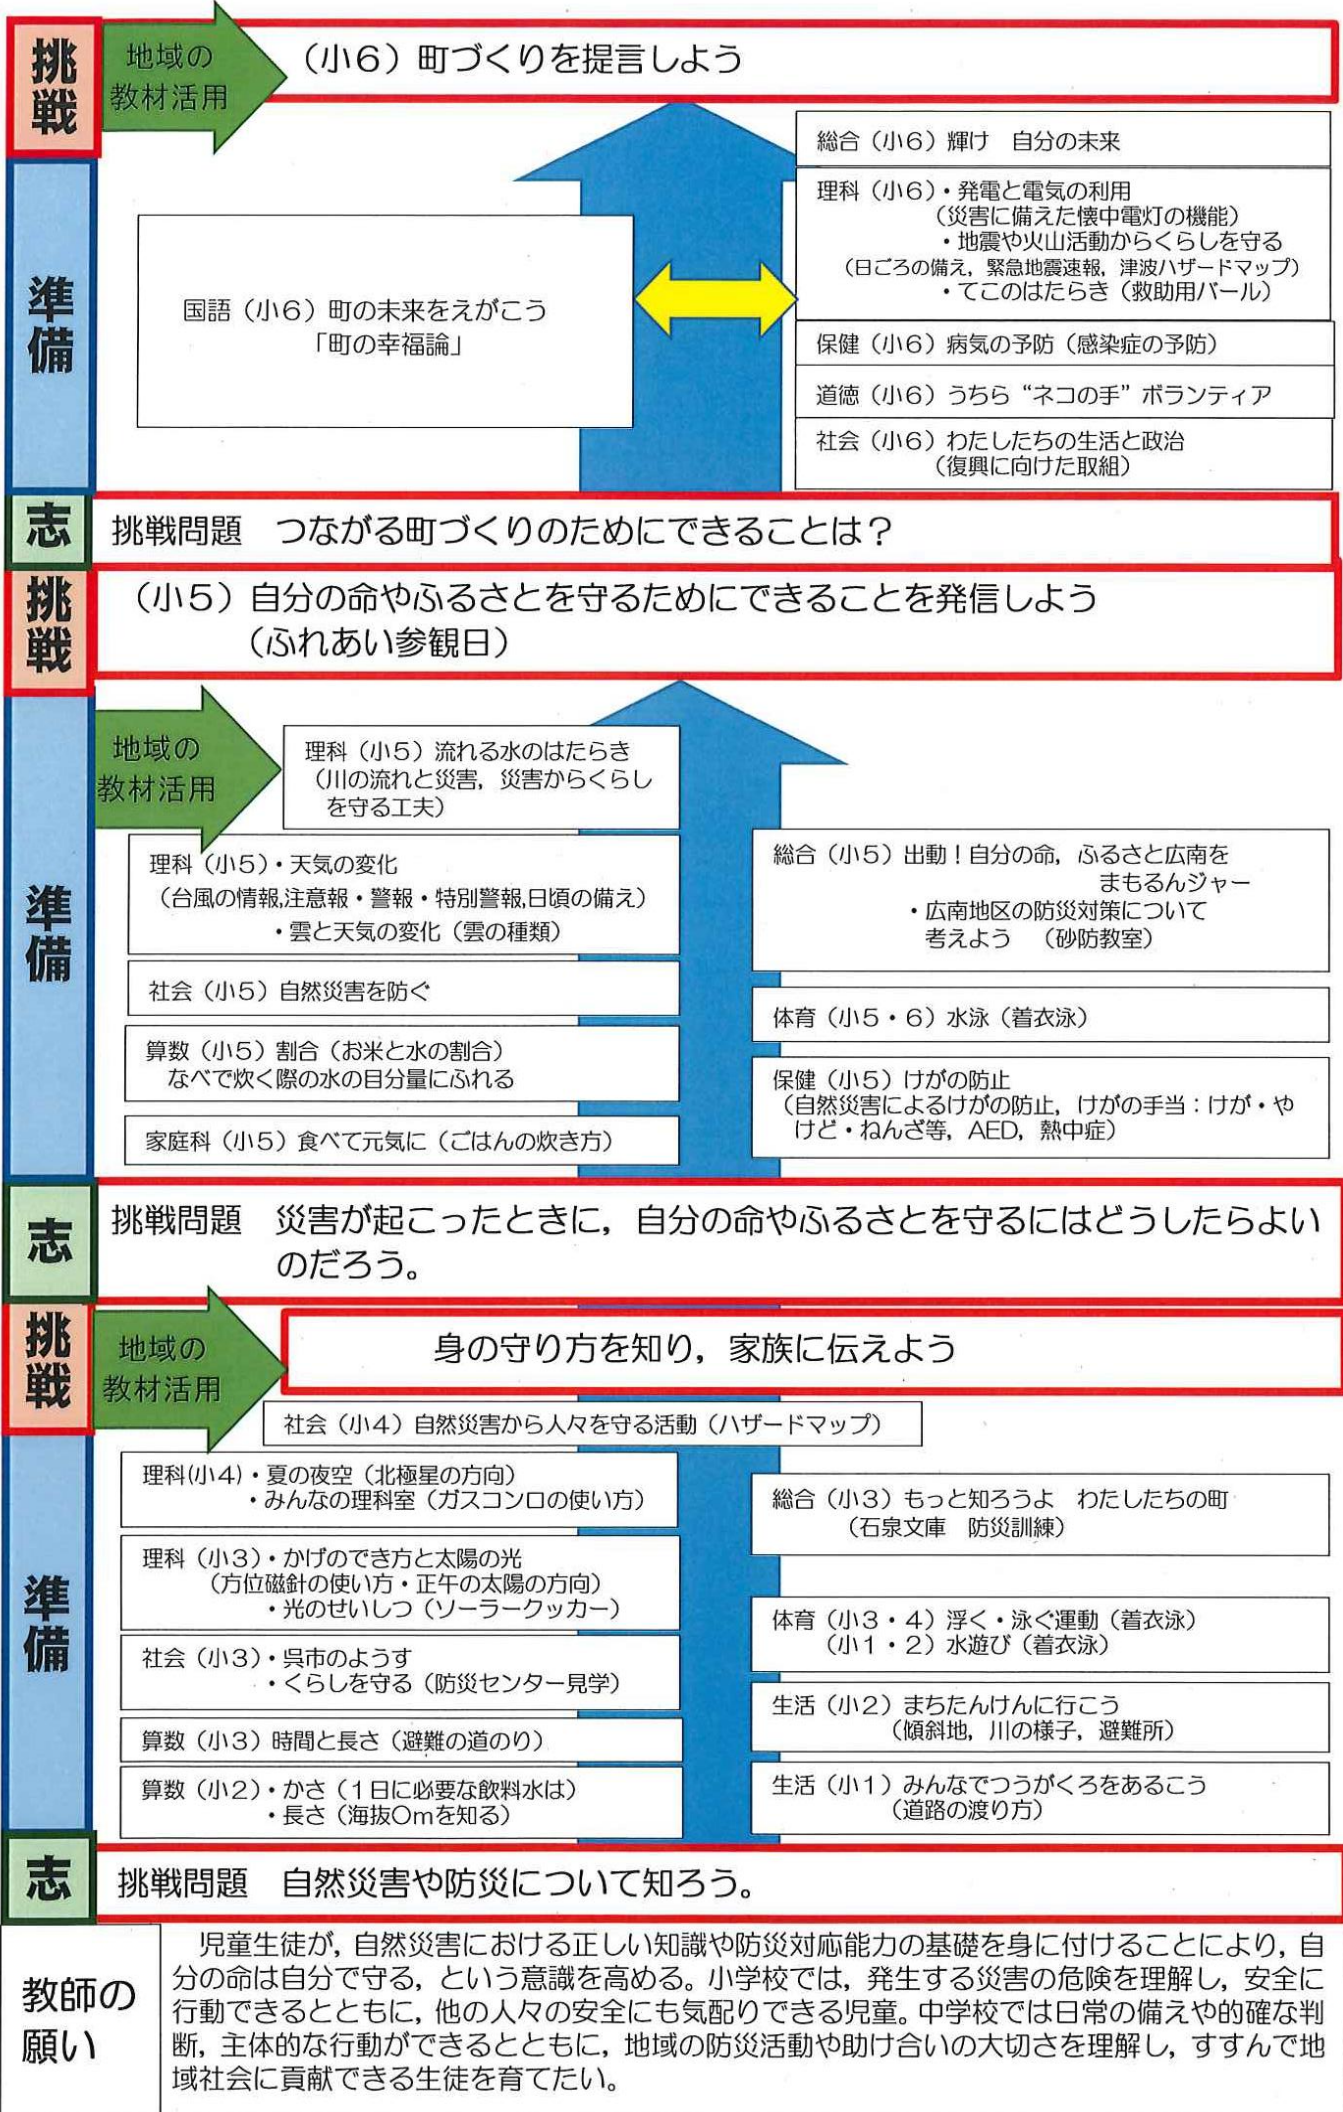 挑戦
地域の
教材活用
（小６）町づくりを提言しよう
準備
国語（小６）町の未来をえがこう
「町の幸福論」
総合（小６）輝け　自分の未来
理科（小６）・発電と電気の利用
（災害に備えた懐中電灯の機能）
・地震や火山活動からくらしを守る
（日ごろの備え，緊急地震速報，津波ハザードマップ）
・てこのはたらき（救助用バール）
保健（小６）病気の予防（感染症の予防）
道徳（小６）うちら“ネコの手”ボランティア
社会（小６）わたしたちの生活と政治
（復興に向けた取組）
志
挑戦問題　つながる町づくりのためにできることは？
挑戦
（小５）自分の命やふるさとを守るためにできることを発信しよう
（ふれあい参観日）
準備
地域の
教材活用
理科（小５）流れる水のはたらき
（川の流れと災害，災害からくらし
を守る工夫）
理科（小５）・天気の変化
（台風の情報,注意報・警報・特別警報,日頃の備え）
・雲と天気の変化（雲の種類）
社会（小５）自然災害を防ぐ
算数（小５）割合（お米と水の割合）
なべで炊く際の水の目分量にふれる
家庭科（小５）食べて元気に（ごはんの炊き方）
総合（小５）出動！自分の命，ふるさと広南を
まもるんジャー
・広南地区の防災対策について
考えよう　（砂防教室）
体育（小５・６）水泳（着衣泳）
保健（小５）けがの防止
（自然災害によるけがの防止，けがの手当：けが・や
けど・ねんざ等，AED，熱中症）
志
挑戦問題　災害が起こったときに，自分の命やふるさとを守るにはどうしたらよい
のだろう。
挑戦
地域の
教材活用
身の守り方を知り，家族に伝えよう
準備
社会（小４）自然災害から人々を守る活動（ハザードマップ）
理科(小４)・夏の夜空（北極星の方向）
・みんなの理科室（ガスコンロの使い方）
理科（小３）・かげのでき方と太陽の光
（方位磁針の使い方・正午の太陽の方向）
・光のせいしつ（ソーラークッカー）
社会（小３）・呉市のようす
・くらしを守る（防災センター見学）
算数（小３）時間と長さ（避難の道のり）
算数（小２）・かさ（１日に必要な飲料水は）
・長さ（海抜〇mを知る）
総合（小３）もっと知ろうよ　わたしたちの町
（石泉文庫　防災訓練）
体育（小３・４）浮く・泳ぐ運動（着衣泳）
（小１・２）水遊び（着衣泳）
生活（小２）まちたんけんに行こう
（傾斜地，川の様子，避難所）
生活（小１）みんなでつうがくろをあるこう
（道路の渡り方）
志
挑戦問題　自然災害や防災について知ろう。
教師の
願い
児童生徒が，自然災害における正しい知識や防災対応能力の基礎を身に付けることにより，自
分の命は自分で守る，という意識を高める。小学校では，発生する災害の危険を理解し，安全に
行動できるとともに，他の人々の安全にも気配りできる児童。中学校では日常の備えや的確な判
断，主体的な行動ができるとともに，地域の防災活動や助け合いの大切さを理解し，すすんで地
域社会に貢献できる生徒を育てたい。